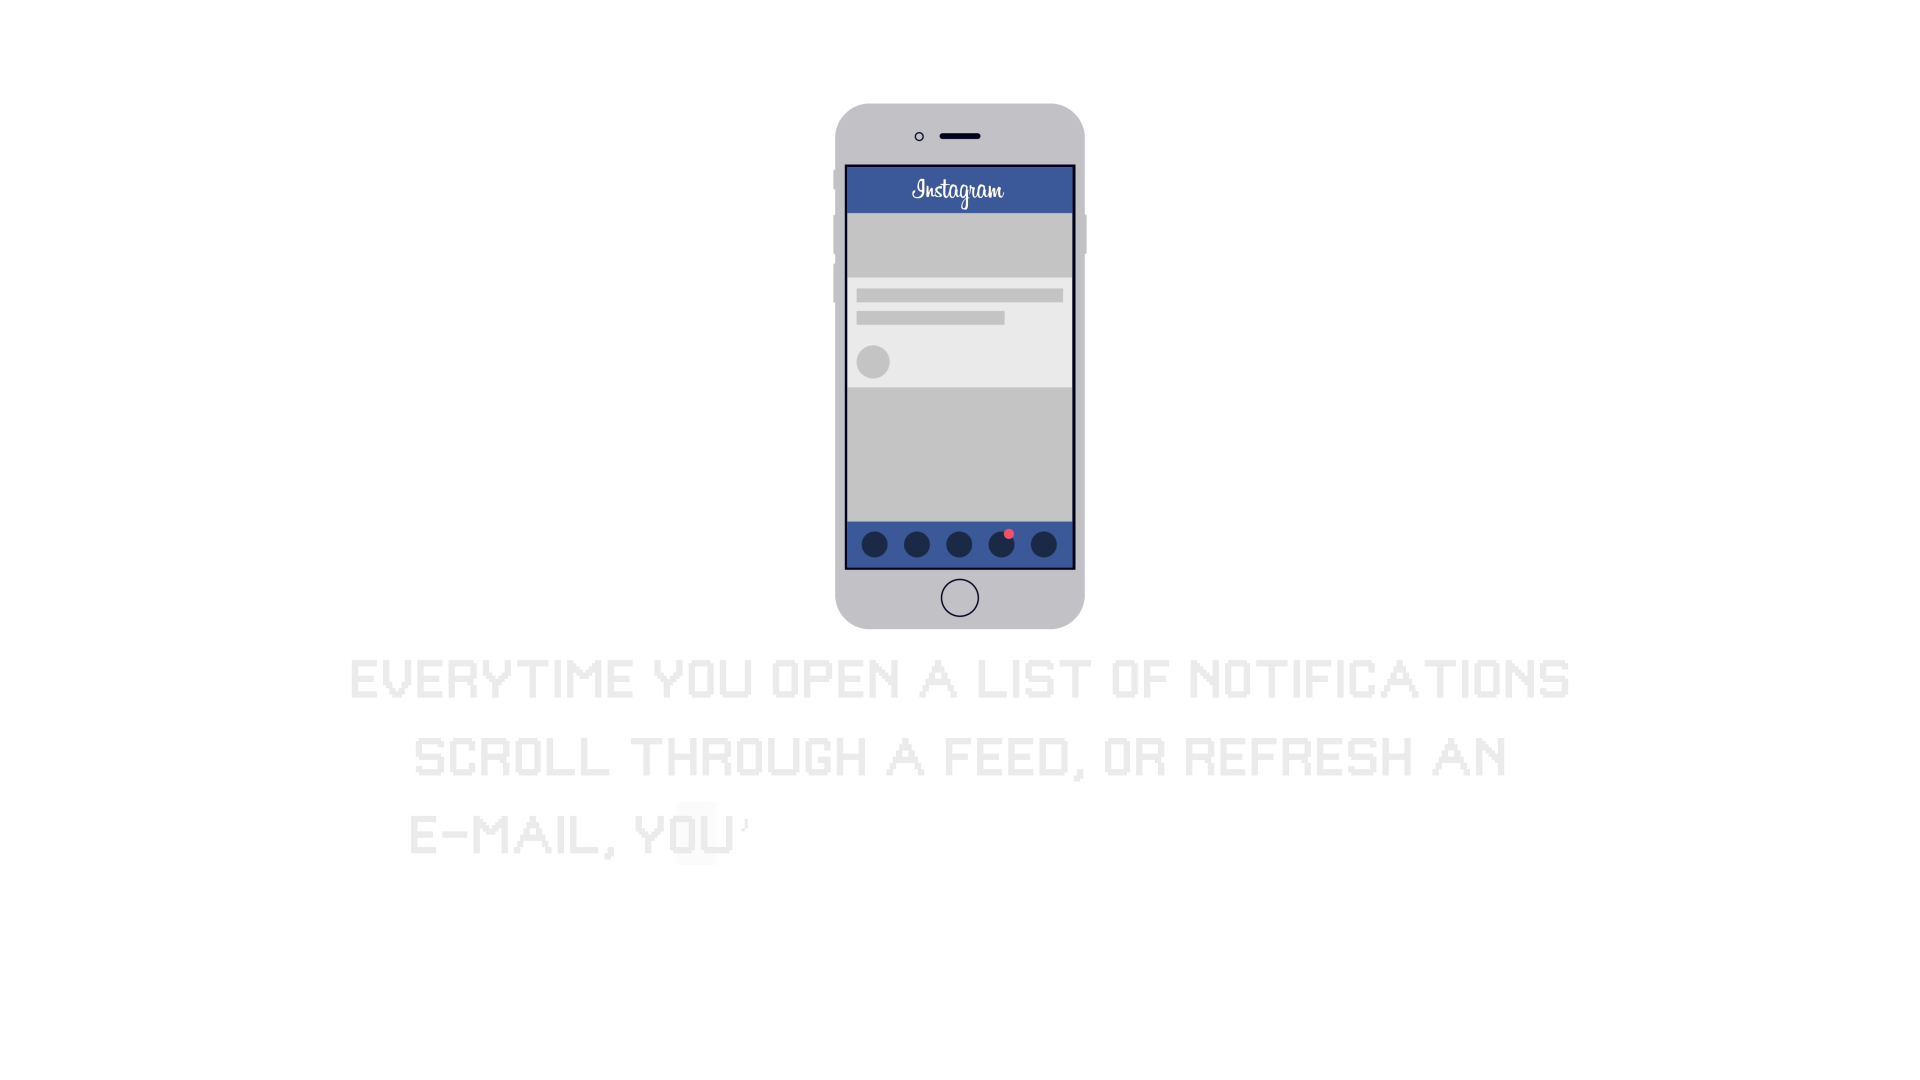 Instagram
EVERYTIME YOU OPEN A LIST OF NOTIFICATIONS
SCROLL THROUGH A FEED, OR REFRESH AN
E-MAIL, YOU'